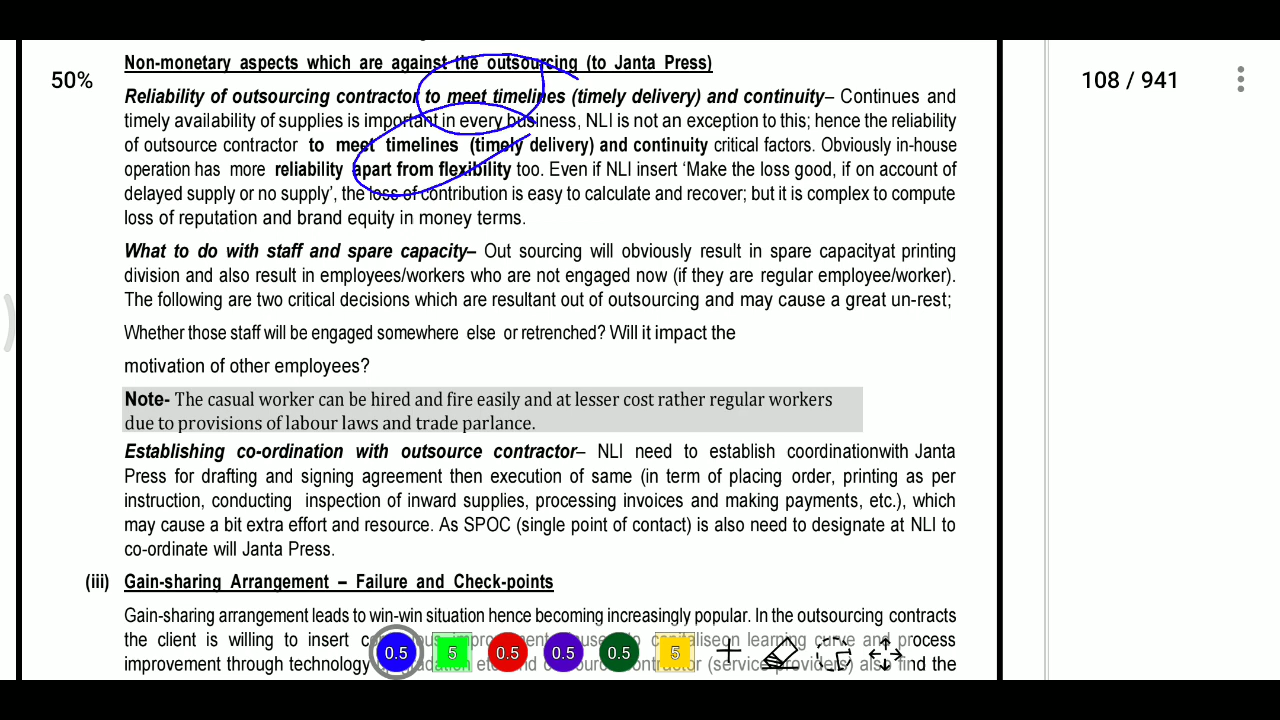 Non-monetary aspects which are against the outsourcing (to Janta Press)
50%
108 / 941
Reliability of outsourcing contractor to meet timelines (timely delivery) and continuity– Continues and
timely availability of supplies is important in every business, NLI is not an exception to this; hence the reliability
of outsource contractor to meet timelines (timely delivery) and continuity critical factors. Obviously in-house
operation has more reliability apart from flexibility too. Even if NLI insert ‘Make the loss good, if on account of
delayed supply or no supply’, the loss of contribution is easy to calculate and recover; but it is complex to compute
loss of reputation and brand equity in money terms.
What to do with staff and spare capacity– Out sourcing will obviously result in spare capacityat printing
division and also result in employees/workers who are not engaged now (if they are regular employee/worker).
The following are two critical decisions which are resultant out of outsourcing and may cause a great un-rest;
Whether those staff will be engaged somewhere else or retrenched? Will it impact the
motivation of other employees?
Note- The casual worker can be hired and fire easily and at lesser cost rather regular workers
due to provisions of labour laws and trade parlance.
Establishing co-ordination with outsource contractor– NLI need to establish coordinationwith Janta
Press for drafting and signing agreement then execution of same (in term of placing order, printing as per
instruction, conducting inspection of inward supplies, processing invoices and making payments, etc.), which
may cause a bit extra effort and resource. As SPOC (single point of contact) is also need to designate at NLI to
co-ordinate will Janta Press.
(iii) Gain-sharing Arrangement – Failure and Check-points
Gain-sharing arrangement leads to win-win situation hence becoming increasingly popular. In the outsourcing contracts
the client is willing to insert learning curve and process
improvement through technology (service providers) also find the
0.5 5 0.5 0.5 0.5 5